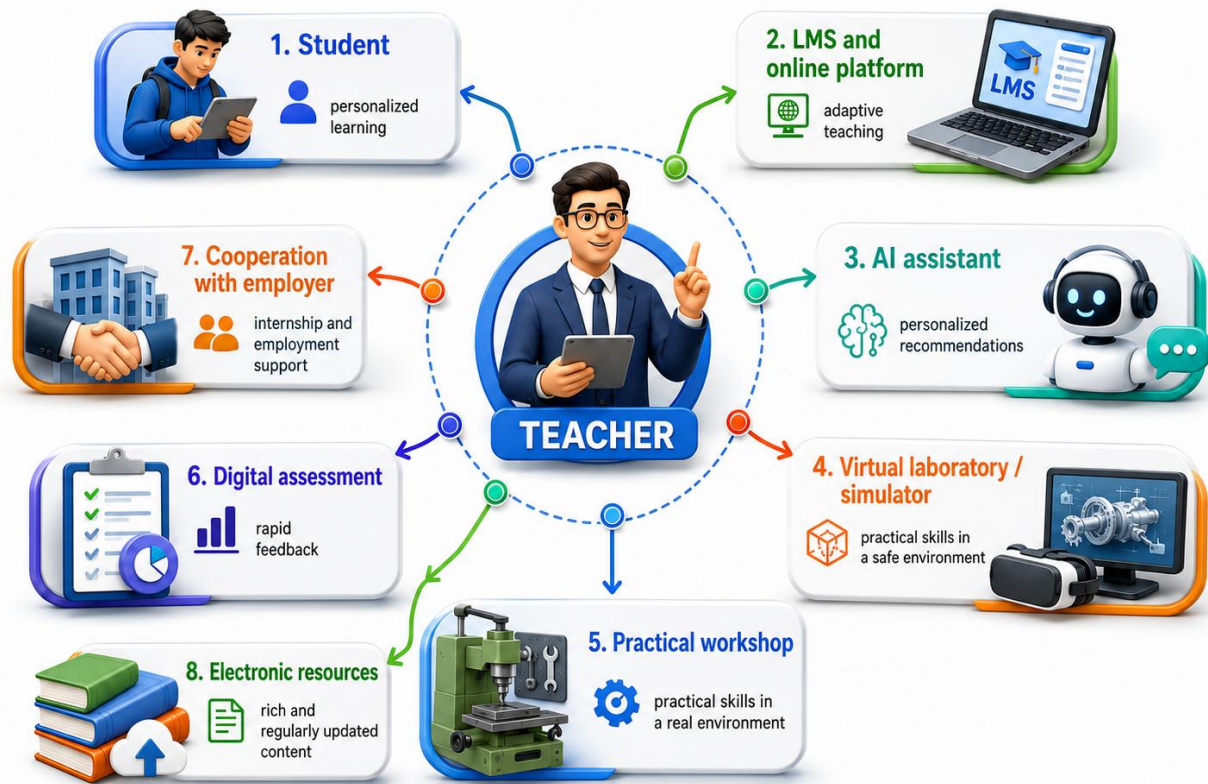 1. Student
personalized
learning
2. LMS and
online platform
adaptive
teaching
LMS
3. AI assistant
personalized
recommendations
4. Virtual laboratory /
simulator
practical skills in
a safe environment
5. Practical workshop
practical skills in
a real environment
6. Digital assessment
rapid
feedback
7. Cooperation
with employer
internship and
employment
support
8. Electronic resources
rich and
regularly updated
content
TEACHER